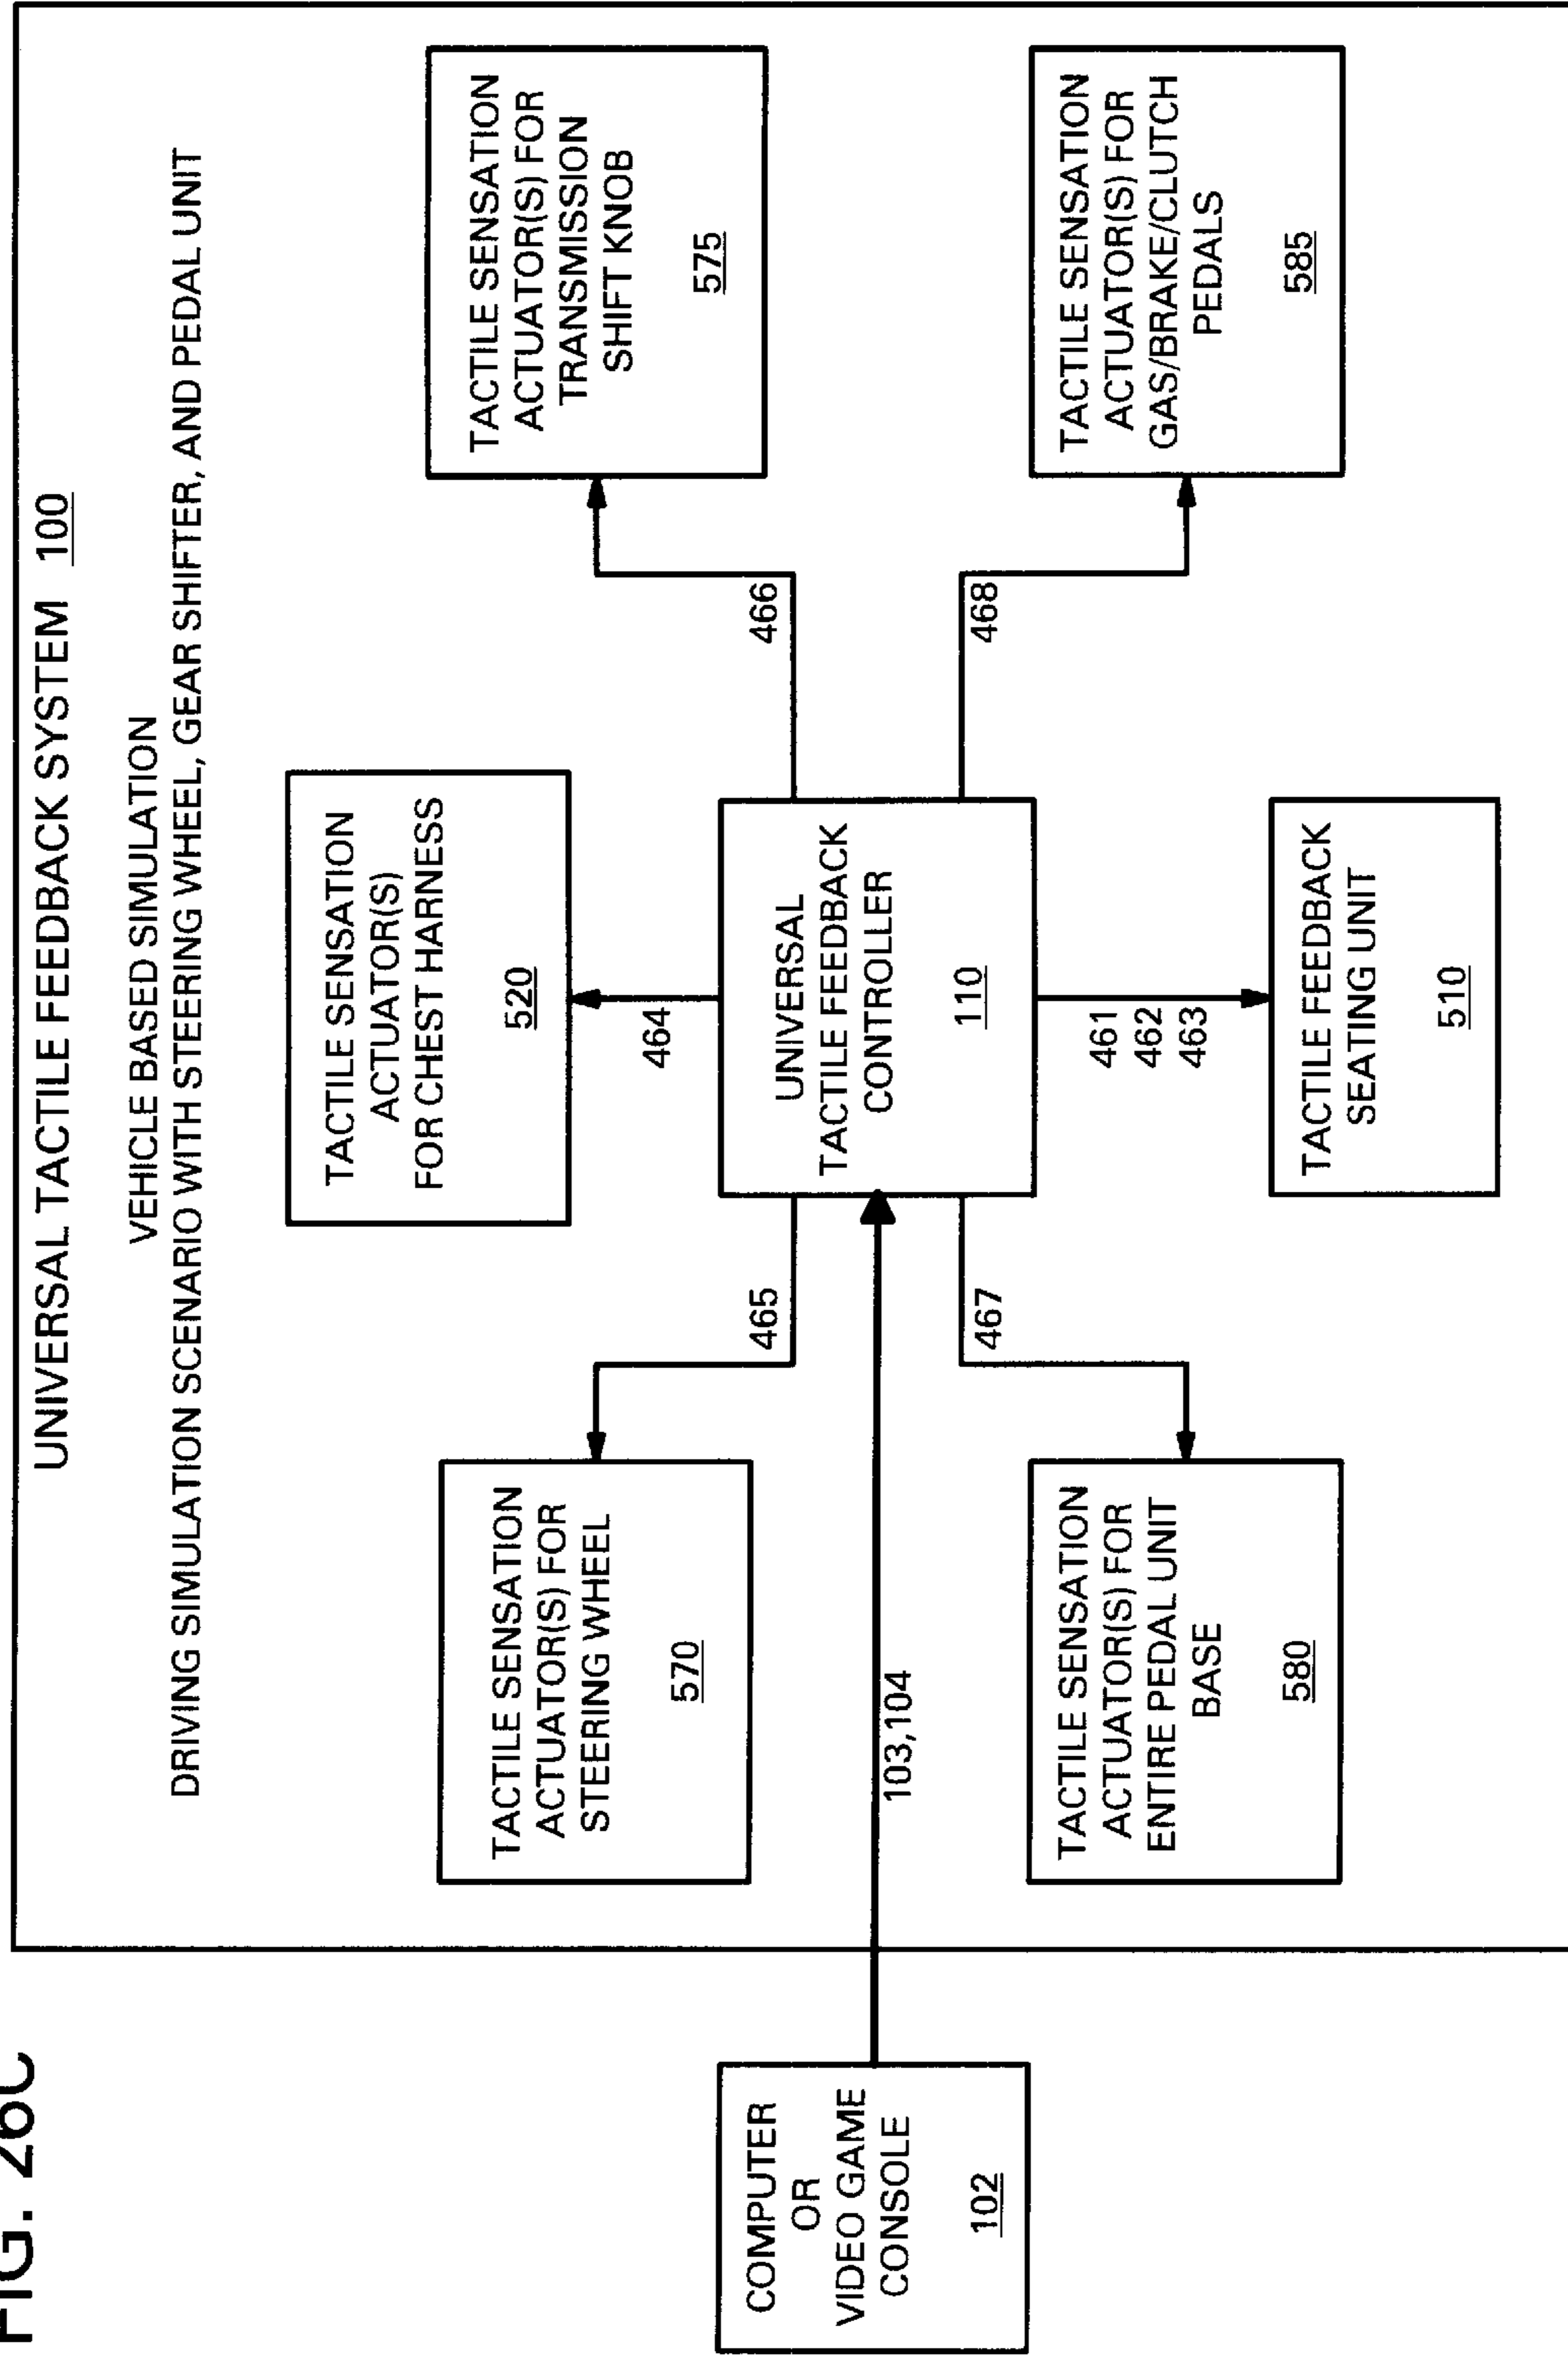 FIG. 26C
UNIVERSAL TACTILE FEEDBACK SYSTEM 100
VEHICLE BASED SIMULATION
DRIVING SIMULATION SCENARIO WITH STEERING WHEEL, GEAR SHIFTER, AND PEDAL UNIT
COMPUTER
OR
VIDEO GAME
CONSOLE
102
103,104
TACTILE SENSATION
ACTUATOR(S) FOR
STEERING WHEEL
570
465
TACTILE SENSATION
ACTUATOR(S)
FOR CHEST HARNESS
520
464
TACTILE SENSATION
ACTUATOR(S) FOR
TRANSMISSION
SHIFT KNOB
575
466
UNIVERSAL
TACTILE FEEDBACK
CONTROLLER
110
TACTILE SENSATION
ACTUATOR(S) FOR
ENTIRE PEDAL UNIT
BASE
580
467
461
462
463
TACTILE FEEDBACK
SEATING UNIT
510
468
TACTILE SENSATION
ACTUATOR(S) FOR
GAS/BRAKE/CLUTCH
PEDALS
585